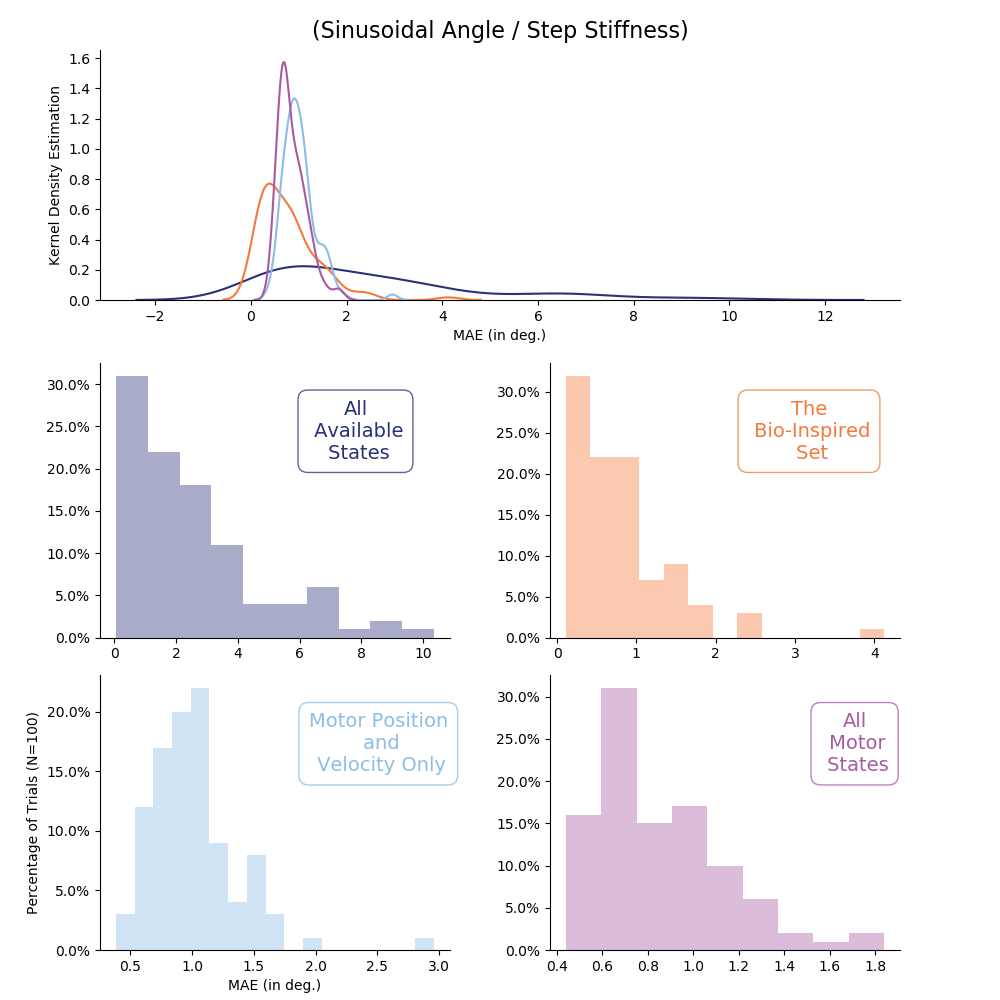 (Sinusoidal Angle / Step Stiffness)
Kernel Density Estimation
1.6
1.4
1.2
1.0
0.8
0.6
0.4
0.2
0.0
−2 0 2 4 6 8 10 12
MAE (in deg.)
30.0%
25.0%
20.0%
15.0%
10.0%
5.0%
0.0%
0 2 4 6 8 10
All
Available
States
30.0%
25.0%
20.0%
15.0%
10.0%
5.0%
0.0%
0 1 2 3 4
The
Bio-Inspired
Set
Percentage of Trials (N=100)
20.0%
15.0%
10.0%
5.0%
0.0%
0.5 1.0 1.5 2.0 2.5 3.0
MAE (in deg.)
Motor Position
and
Velocity Only
30.0%
25.0%
20.0%
15.0%
10.0%
5.0%
0.0%
0.4 0.6 0.8 1.0 1.2 1.4 1.6 1.8
All
Motor
States